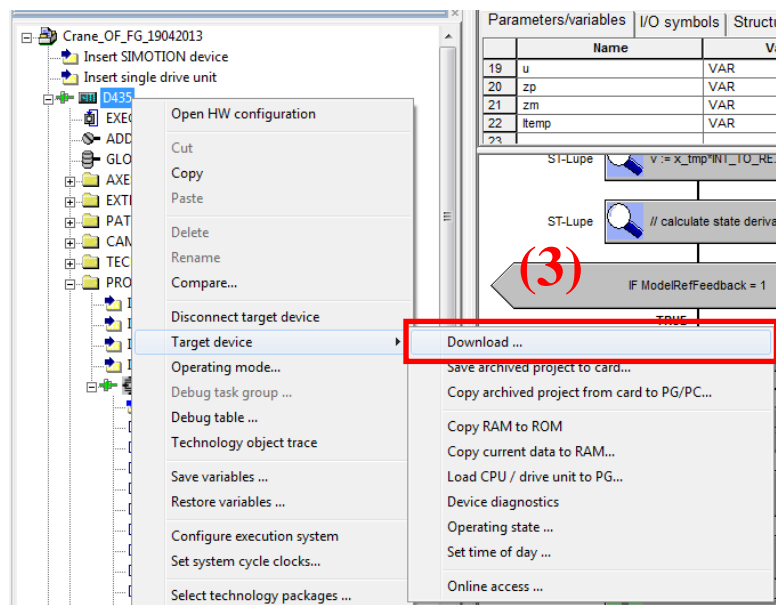 Crane_OF_FG_19042013
Insert SIMOTION device
Insert single drive unit
D435
EXE
ADD
GLO
AXE
EXT
PAT
CAM
TEC
PRO
Open HW configuration
Cut
Copy
Paste
Delete
Rename
Compare...
Disconnect target device
Target device
Operating mode...
Debug task group ...
Debug table ...
Technology object trace
Save variables ...
Restore variables ...
Configure execution system
Set system cycle clocks...
Select technology packages ...
Parameters/variables I/O symbols Struct
Name Va
19 u VAR
20 zp VAR
21 zm VAR
22 ltemp VAR
23
ST-Lupe v := x_tmp*INT_TO_RE
ST-Lupe // calculate state deriva
(3)
IF ModelRefFeedback = 1
TRUE
Download ...
Save archived project to card...
Copy archived project from card to PG/PC...
Copy RAM to ROM
Copy current data to RAM...
Load CPU / drive unit to PG...
Device diagnostics
Operating state ...
Set time of day ...
Online access ...